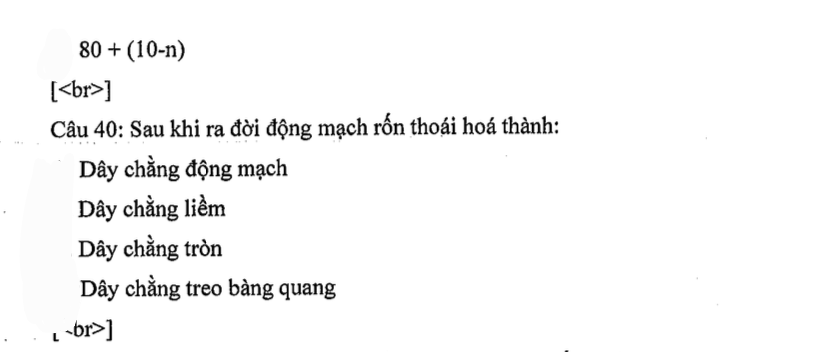 80 + (10-n)
[<br>]
Câu 40: Sau khi ra đời động mạch rốn thoái hoá thành:
Dây chằng động mạch
Dây chằng liềm
Dây chằng tròn
Dây chằng treo bàng quang
br>]